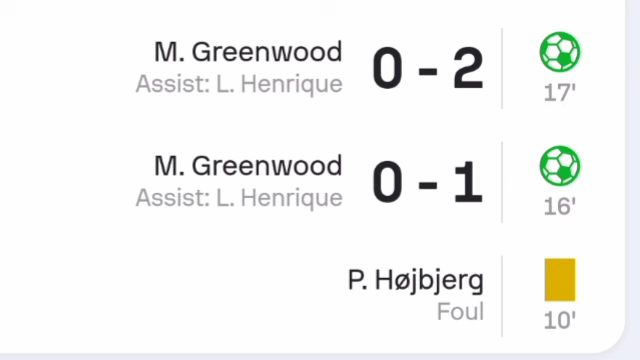 M. Greenwood
Assist: L. Henrique
0 - 2
17'
M. Greenwood
Assist: L. Henrique
0 - 1
16'
P. Højbjerg
Foul
10'